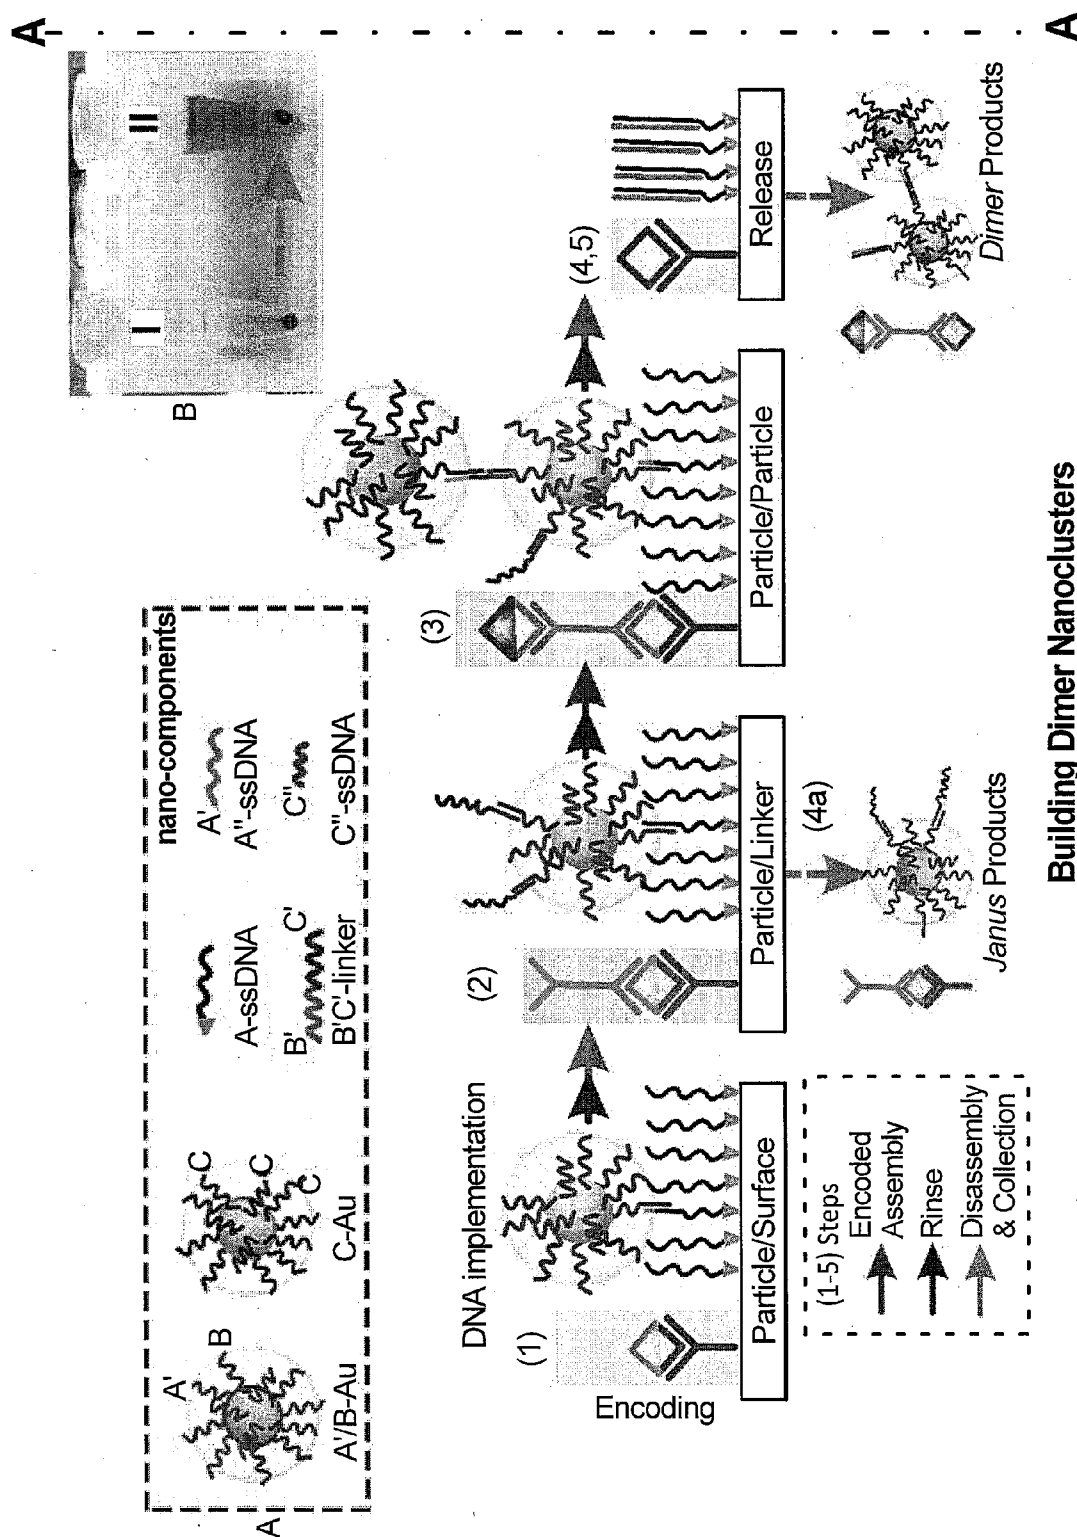 A
nano-components
A'
B
A'/B-Au
C
C
C
C-Au
A-ssDNA
B'
C'
B'C'-linker
A'
A''-ssDNA
C''
C''-ssDNA
B
I
II
DNA implementation
Encoding
(1)
(2)
(3)
(4,5)
Particle/Surface
Particle/Linker
Particle/Particle
Release
(4a)
Janus Products
Dimer Products
(1-5) Steps
Encoded
Assembly
Rinse
Disassembly
& Collection
Building Dimer Nanoclusters
A
A